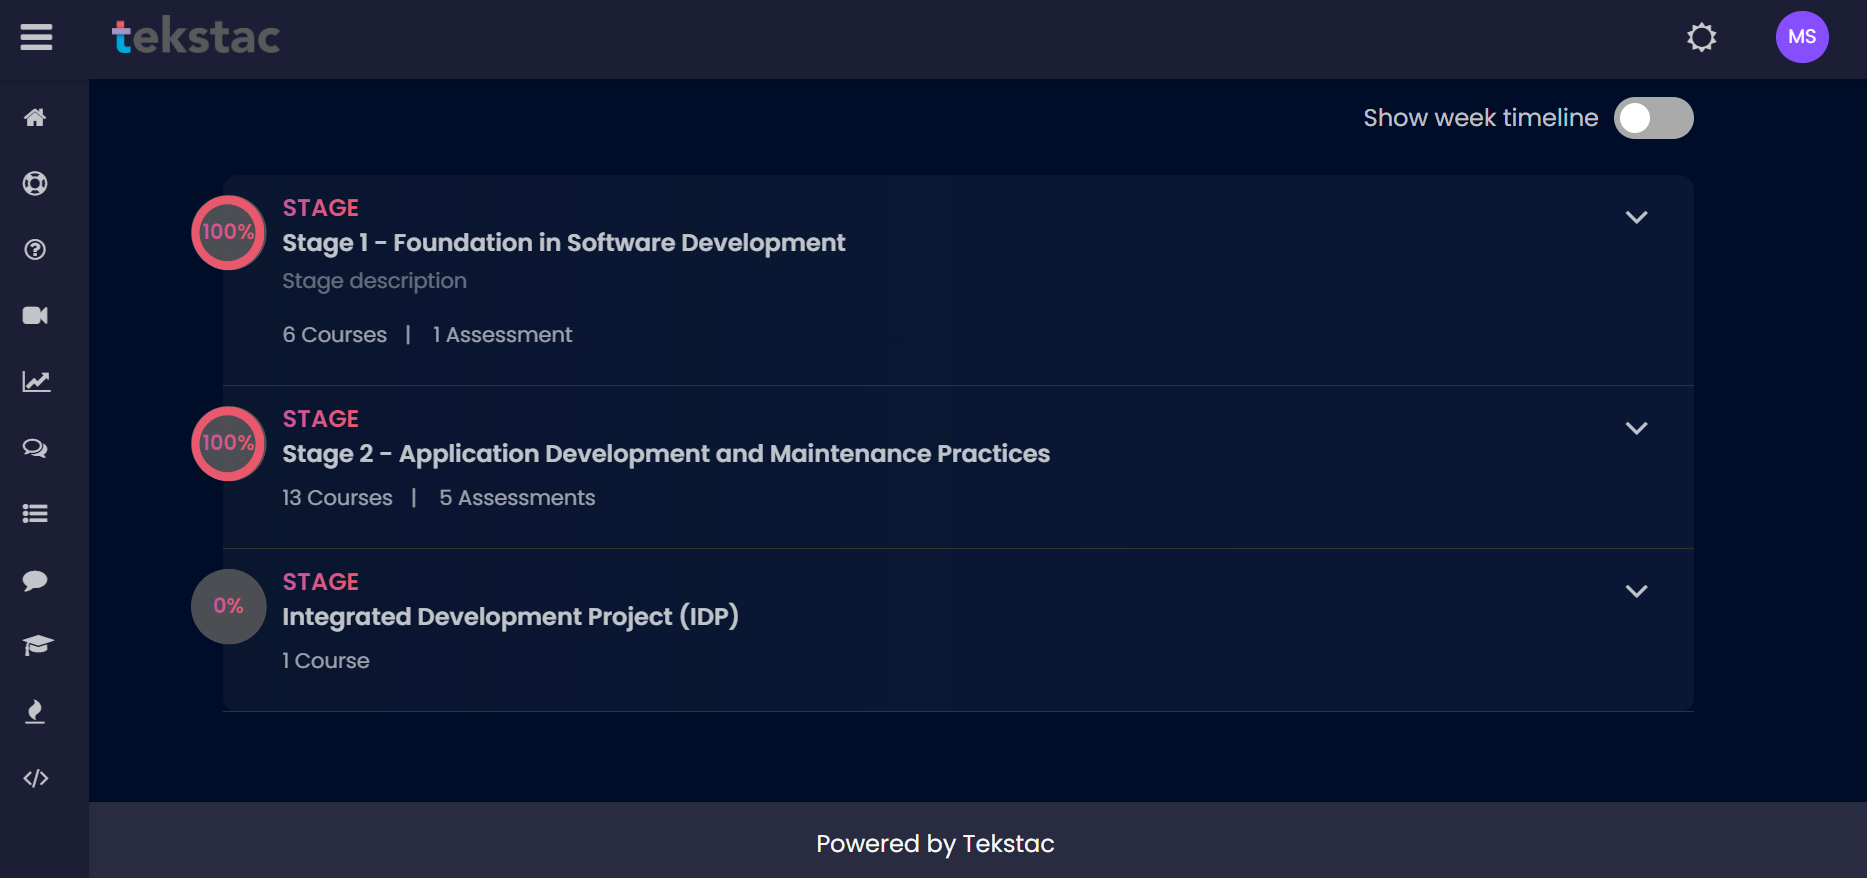 tekstac
MS
Show week timeline
100%
STAGE
Stage 1 - Foundation in Software Development
Stage description
6 Courses | 1 Assessment
100%
STAGE
Stage 2 - Application Development and Maintenance Practices
13 Courses | 5 Assessments
0%
STAGE
Integrated Development Project (IDP)
1 Course
Powered by Tekstac